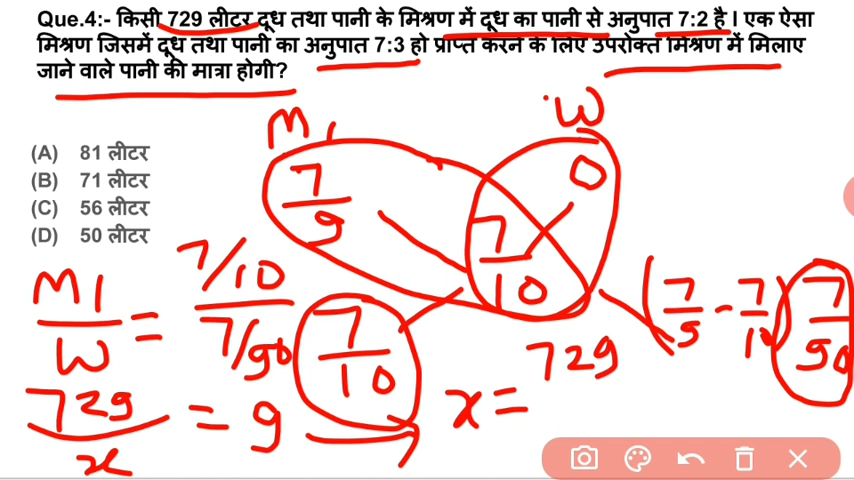 Que.4:- किसी 729 लीटर दूध तथा पानी के मिश्रण में दूध का पानी से अनुपात 7:2 है। एक ऐसा
मिश्रण जिसमें दूध तथा पानी का अनुपात 7:3 हो प्राप्त करने के लिए उपरोक्त मिश्रण में मिलाए
जाने वाले पानी की मात्रा होगी?
(A) 81 लीटर
(B) 71 लीटर
(C) 56 लीटर
(D) 50 लीटर
M1 W
7/9 0
7/10
M1/W = 7/10 / 7/90
7/10
(7/9 - 7/10) 7/90
729/x = 9
x = 729